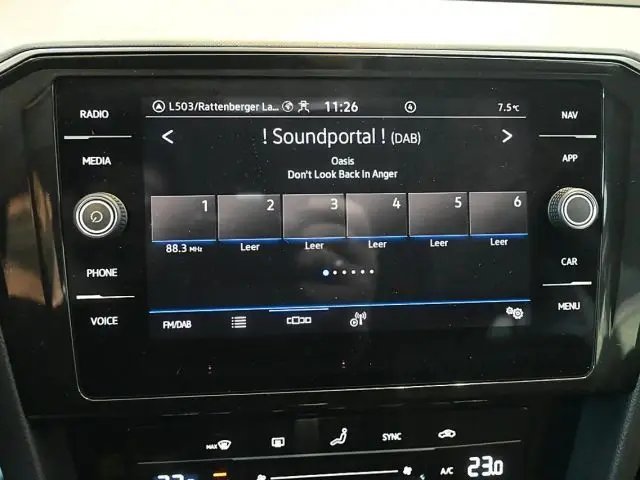 L503/Rattenberger La... 11:26 7.5°C
RADIO
MEDIA
PHONE
VOICE
! Soundportal ! (DAB)
Oasis
Don't Look Back In Anger
1 2 3 4 5 6
88.3 MHz Leer Leer Leer Leer Leer
FM/DAB
NAV
APP
CAR
MENU
MAX SYNC
A/C 23.0